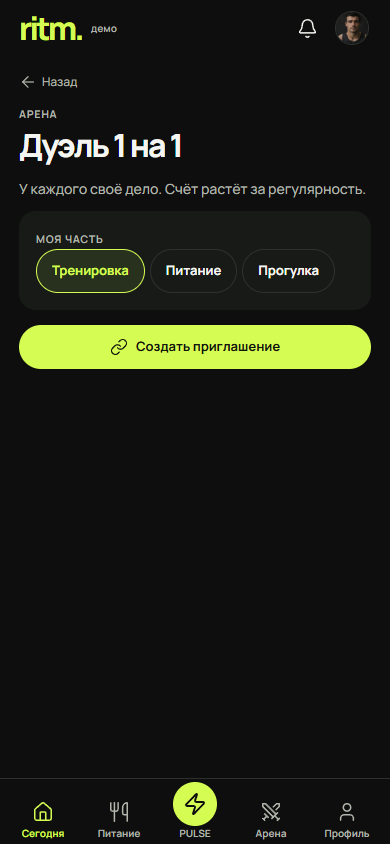 ritm. демо
Назад
АРЕНА
Дуэль 1 на 1
У каждого своё дело. Счёт растёт за регулярность.
МОЯ ЧАСТЬ
Тренировка Питание Прогулка
Создать приглашение
Сегодня Питание PULSE Арена Профиль